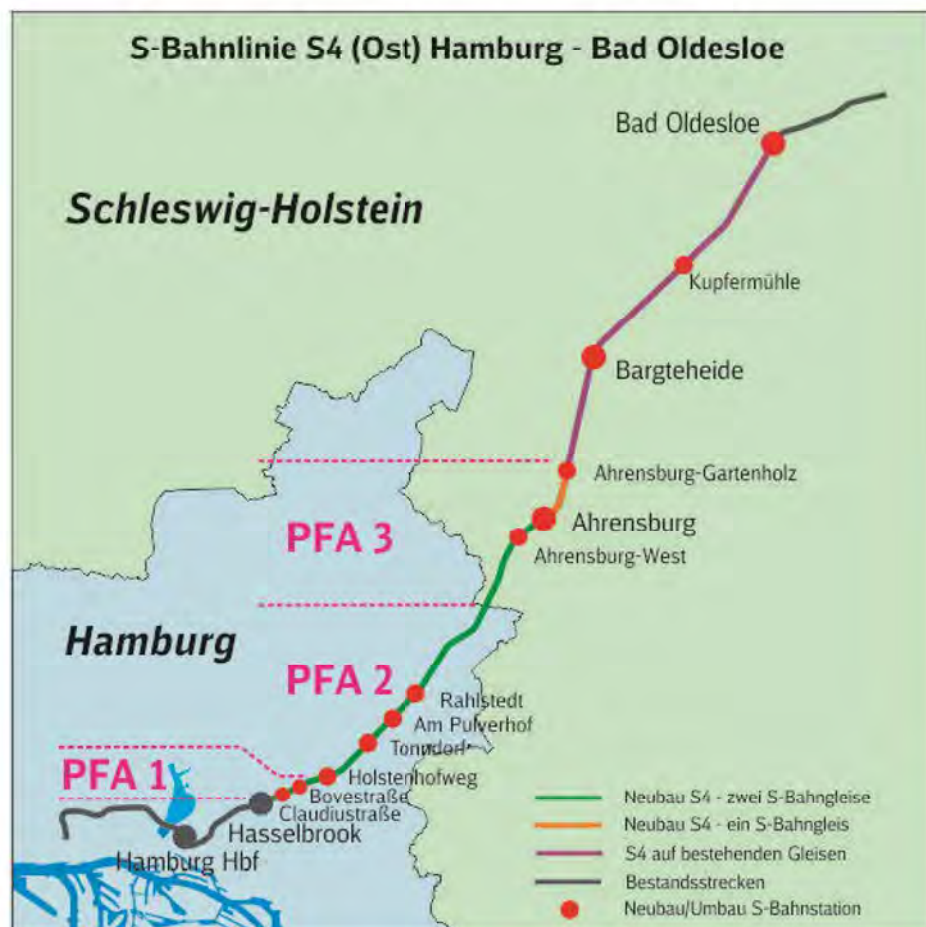 S-Bahnlinie S4 (Ost) Hamburg - Bad Oldesloe
Bad Oldesloe
Schleswig-Holstein
Kupfermühle
Bargteheide
Ahrensburg-Gartenholz
Ahrensburg
PFA 3
Ahrensburg-West
Hamburg
PFA 2
Rahlstedt
Am Pulverhof
Tonndorf
PFA 1
Holstenhofweg
Bovestraße
Claudiustraße
Hasselbrook
Hamburg Hbf
Neubau S4 - zwei S-Bahngleise
Neubau S4 - ein S-Bahngleis
S4 auf bestehenden Gleisen
Bestandsstrecken
Neubau/Umbau S-Bahnstation